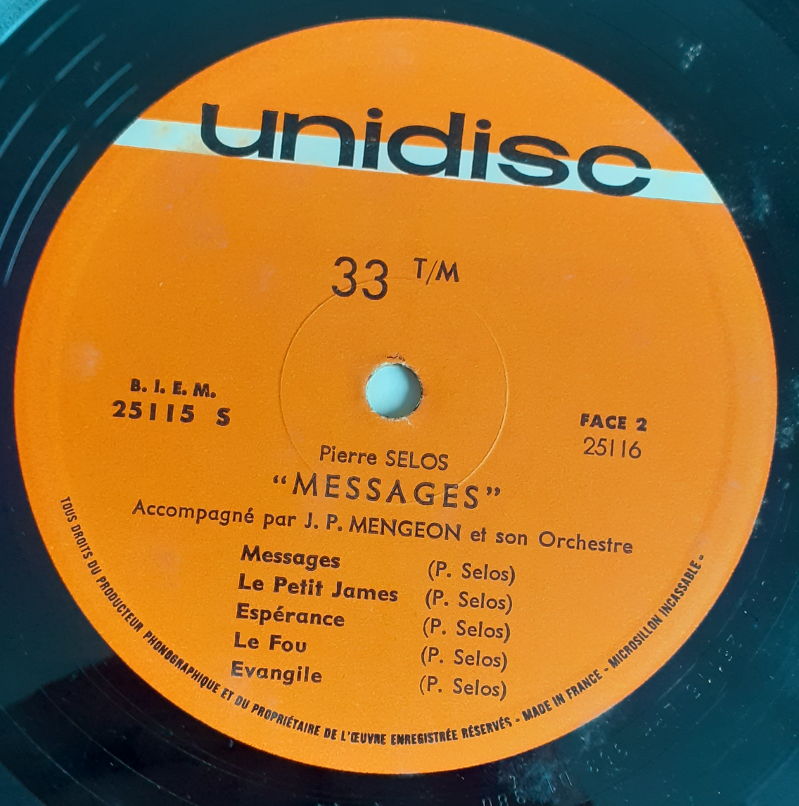 unidisc
33 T/M
B. I. E. M.
25115 S
FACE 2
25116
Pierre SELOS
“MESSAGES”
Accompagné par J. P. MENGEON et son Orchestre
Messages (P. Selos)
Le Petit James (P. Selos)
Espérance (P. Selos)
Le Fou (P. Selos)
Evangile (P. Selos)
TOUS DROITS DU PRODUCTEUR PHONOGRAPHIQUE ET DU PROPRIÉTAIRE DE L'ŒUVRE ENREGISTRÉE RÉSERVÉS - MADE IN FRANCE - MICROSILLON INCASSABLE -